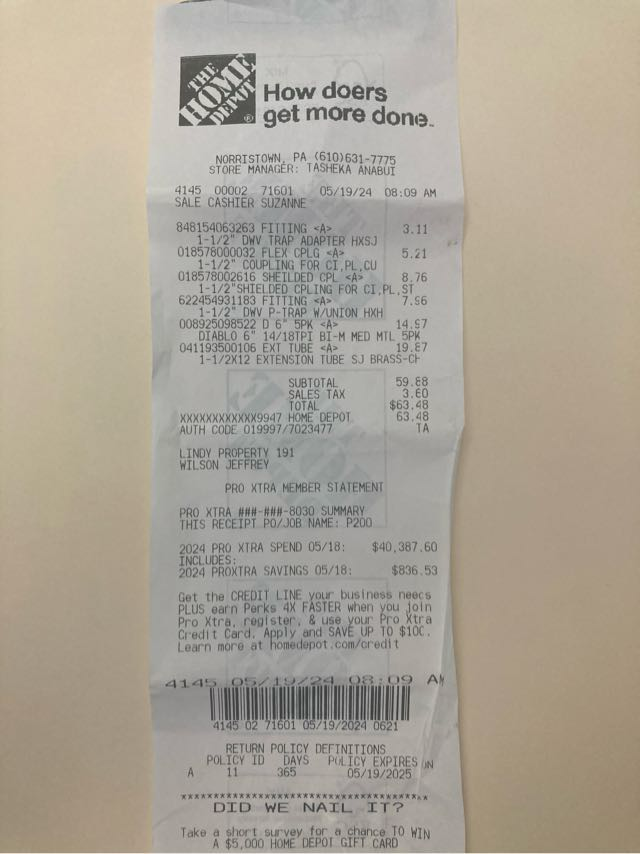 THE
HOME
DEPOT
®
How doers
get more done.
NORRISTOWN, PA (610)631-7775
STORE MANAGER: TASHEKA ANABUI
4145 00002 71601 05/19/24 08:09 AM
SALE CASHIER SUZANNE
848154063263 FITTING <A> 3.11
1-1/2" DWV TRAP ADAPTER HXSJ
018578000032 FLEX CPLG <A> 5.21
1-1/2" COUPLING FOR CI,PL,CU
018578002616 SHEILDED CPL <A> 8.76
1-1/2"SHIELDED CPLING FOR CI,PL,ST
622454931183 FITTING <A> 7.96
1-1/2" DWV P-TRAP W/UNION HXH
008925098522 D 6" 5PK <A> 14.97
DIABLO 6" 14/18TPI BI-M MED MTL 5PK
041193500106 EXT TUBE <A> 19.87
1-1/2X12 EXTENSION TUBE SJ BRASS-CH
SUBTOTAL 59.88
SALES TAX 3.60
TOTAL $63.48
XXXXXXXXXXXX9947 HOME DEPOT 63.48
AUTH CODE 019997/7023477 TA
LINDY PROPERTY 191
WILSON JEFFREY
PRO XTRA MEMBER STATEMENT
PRO XTRA ###-###-8030 SUMMARY
THIS RECEIPT PO/JOB NAME: P200
2024 PRO XTRA SPEND 05/18: $40,387.60
INCLUDES:
2024 PROXTRA SAVINGS 05/18: $836.53
Get the CREDIT LINE your business needs
PLUS earn Perks 4X FASTER when you join
Pro Xtra, register, & use your Pro Xtra
Credit Card. Apply and SAVE UP TO $100.
Learn more at homedepot.com/credit
4145 05/19/24 08:09 AM
4145 02 71601 05/19/2024 0621
RETURN POLICY DEFINITIONS
POLICY ID DAYS POLICY EXPIRES ON
A 11 365 05/19/2025
****************************************
DID WE NAIL IT?
Take a short survey for a chance TO WIN
A $5,000 HOME DEPOT GIFT CARD